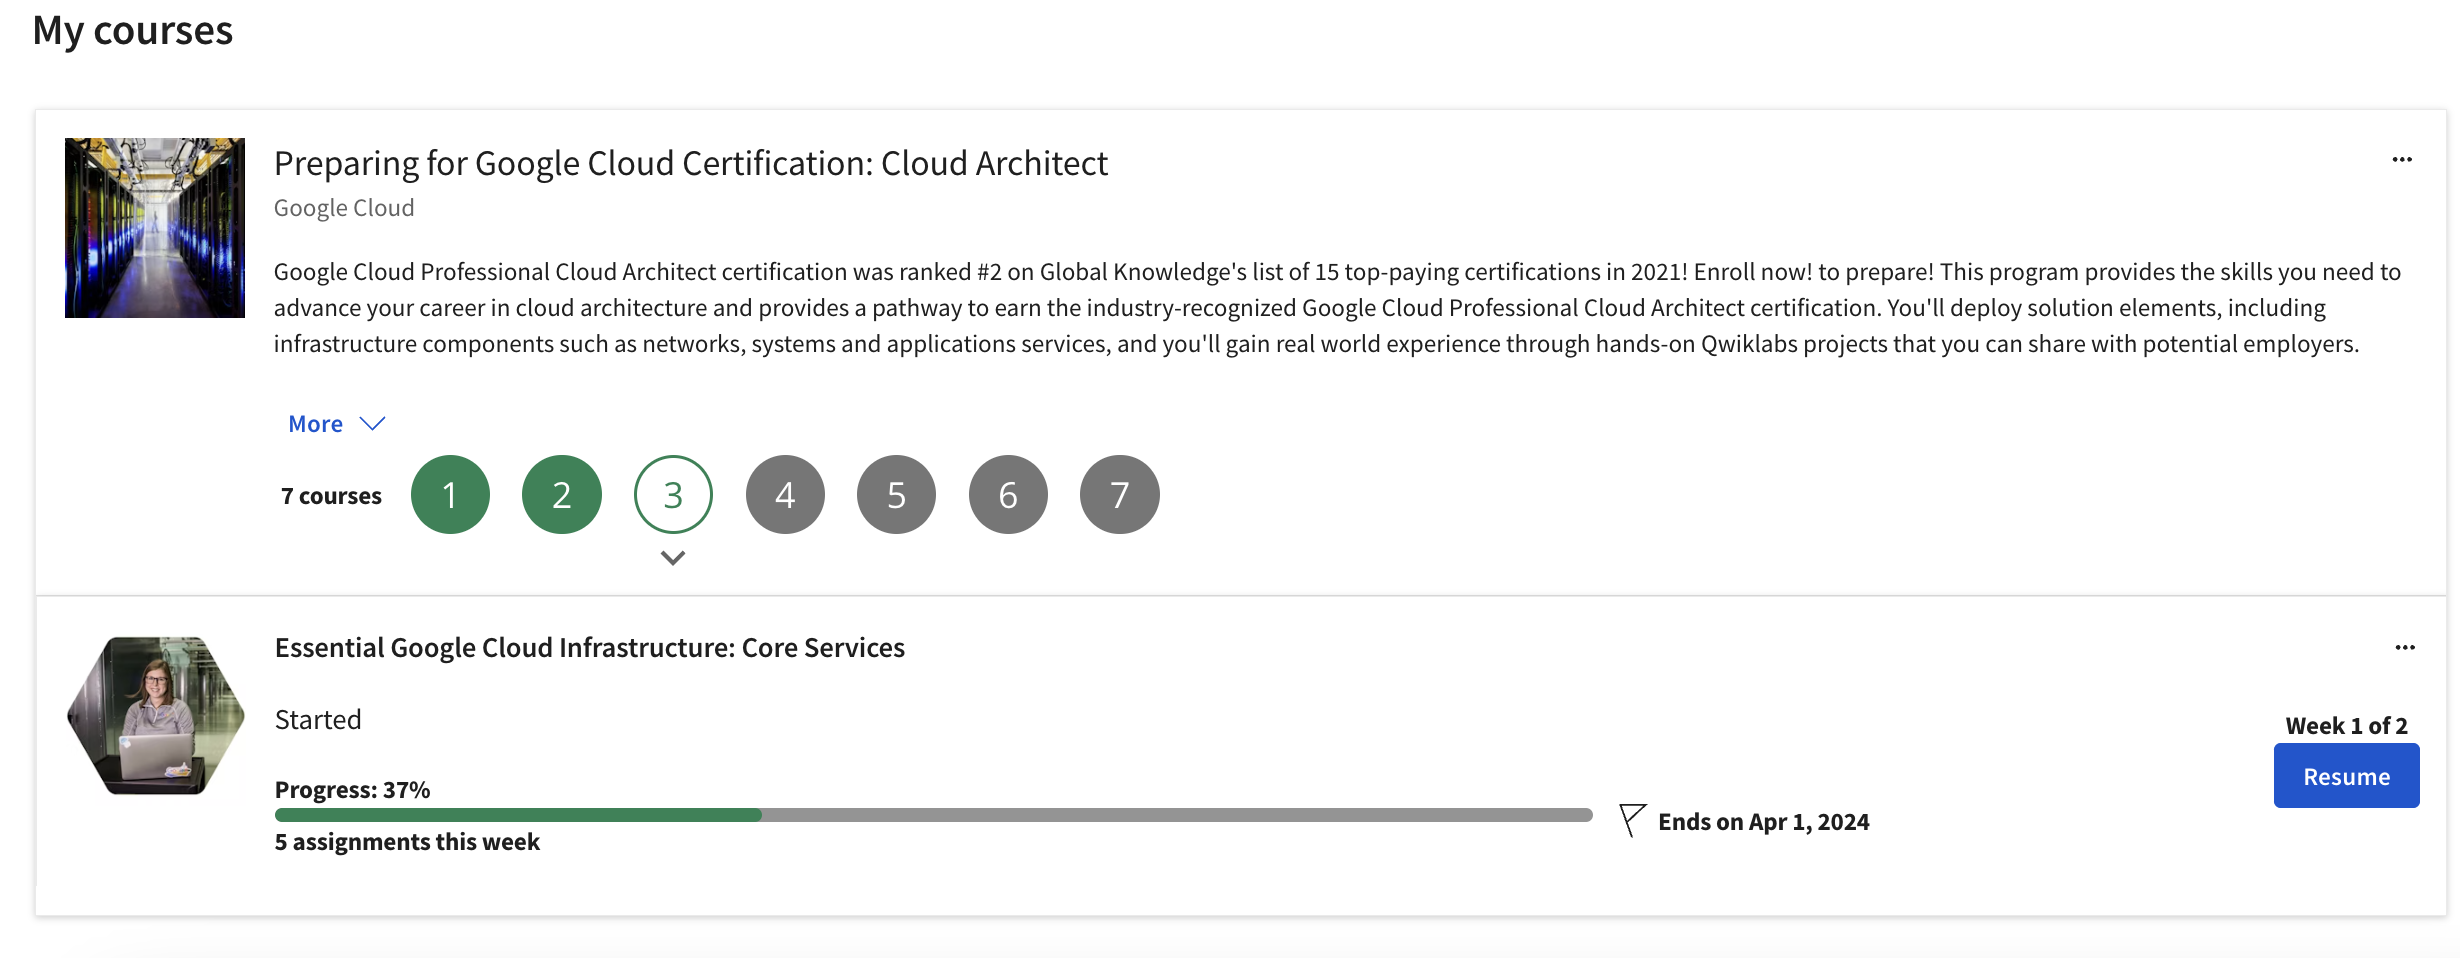 My courses
Preparing for Google Cloud Certification: Cloud Architect
Google Cloud
Google Cloud Professional Cloud Architect certification was ranked #2 on Global Knowledge's list of 15 top-paying certifications in 2021! Enroll now! to prepare! This program provides the skills you need to
advance your career in cloud architecture and provides a pathway to earn the industry-recognized Google Cloud Professional Cloud Architect certification. You'll deploy solution elements, including
infrastructure components such as networks, systems and applications services, and you'll gain real world experience through hands-on Qwiklabs projects that you can share with potential employers.
More
7 courses 1 2 3 4 5 6 7
Essential Google Cloud Infrastructure: Core Services
Started
Week 1 of 2
Resume
Progress: 37%
Ends on Apr 1, 2024
5 assignments this week